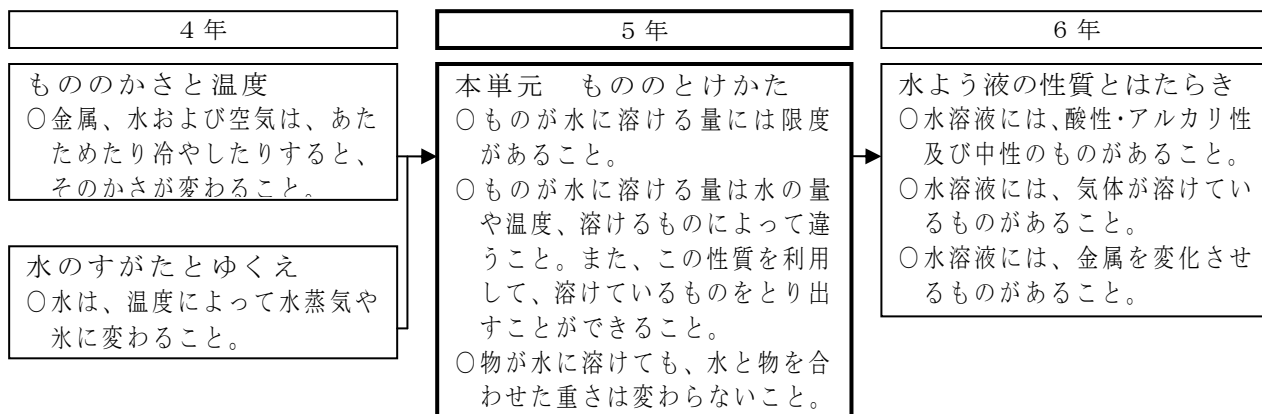 4年
もののかさと温度
○金属、水および空気は、あた
ためたり冷やしたりすると、
そのかさが変わること。
水のすがたとゆくえ
○水は、温度によって水蒸気や
氷に変わること。
5年
本単元 もののとけかた
○ものが水に溶ける量には限度
があること。
○ものが水に溶ける量は水の量
や温度、溶けるものによって違
うこと。また、この性質を利用
して、溶けているものをとり出
すことができること。
○物が水に溶けても、水と物を合
わせた重さは変わらないこと。
6年
水よう液の性質とはたらき
○水溶液には、酸性・アルカリ性
及び中性のものがあること。
○水溶液には、気体が溶けてい
るものがあること。
○水溶液には、金属を変化させ
るものがあること。